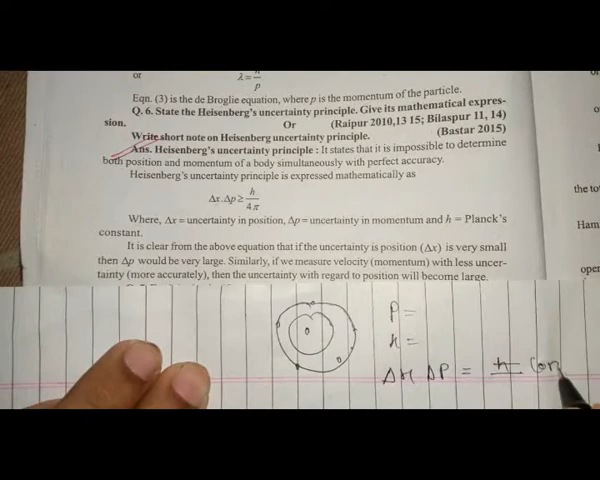 or
λ = h/p
Eqn. (3) is the de Broglie equation, where p is the momentum of the particle.
Q. 6. State the Heisenberg's uncertainty principle. Give its mathematical expres-
sion. (Raipur 2010,13 15; Bilaspur 11, 14)
Or
Write short note on Heisenberg uncertainty principle. (Bastar 2015)
Ans. Heisenberg's uncertainty principle : It states that it is impossible to determine
both position and momentum of a body simultaneously with perfect accuracy.
Heisenberg's uncertainty principle is expressed mathematically as
Δx.Δp ≥ h/4π
Where, Δx = uncertainty in position, Δp = uncertainty in momentum and h = Planck's
constant.
It is clear from the above equation that if the uncertainty is position (Δx) is very small
then Δp would be very large. Similarly, if we measure velocity (momentum) with less uncer-
tainty (more accurately), then the uncertainty with regard to position will become large.
the to
Ham
oper
P =
x =
Δx ΔP = h (on